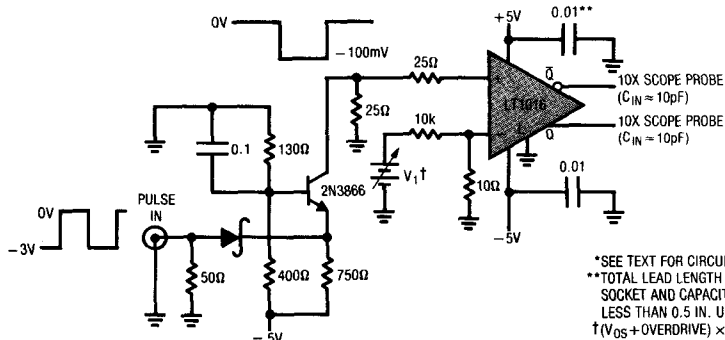 0V
−100mV
+5V
0.01**
25Ω
25Ω
+
−
LT1016
Q̄
Q
L
10X SCOPE PROBE
(CIN ≈ 10pF)
10X SCOPE PROBE
(CIN ≈ 10pF)
10k
V1†
10Ω
0.01
−5V
0.1
130Ω
2N3866
PULSE
IN
0V
−3V
50Ω
400Ω
750Ω
−5V
*SEE TEXT FOR CIRCU
**TOTAL LEAD LENGTH
SOCKET AND CAPACIT
LESS THAN 0.5 IN. U
†(VOS + OVERDRIVE) ×